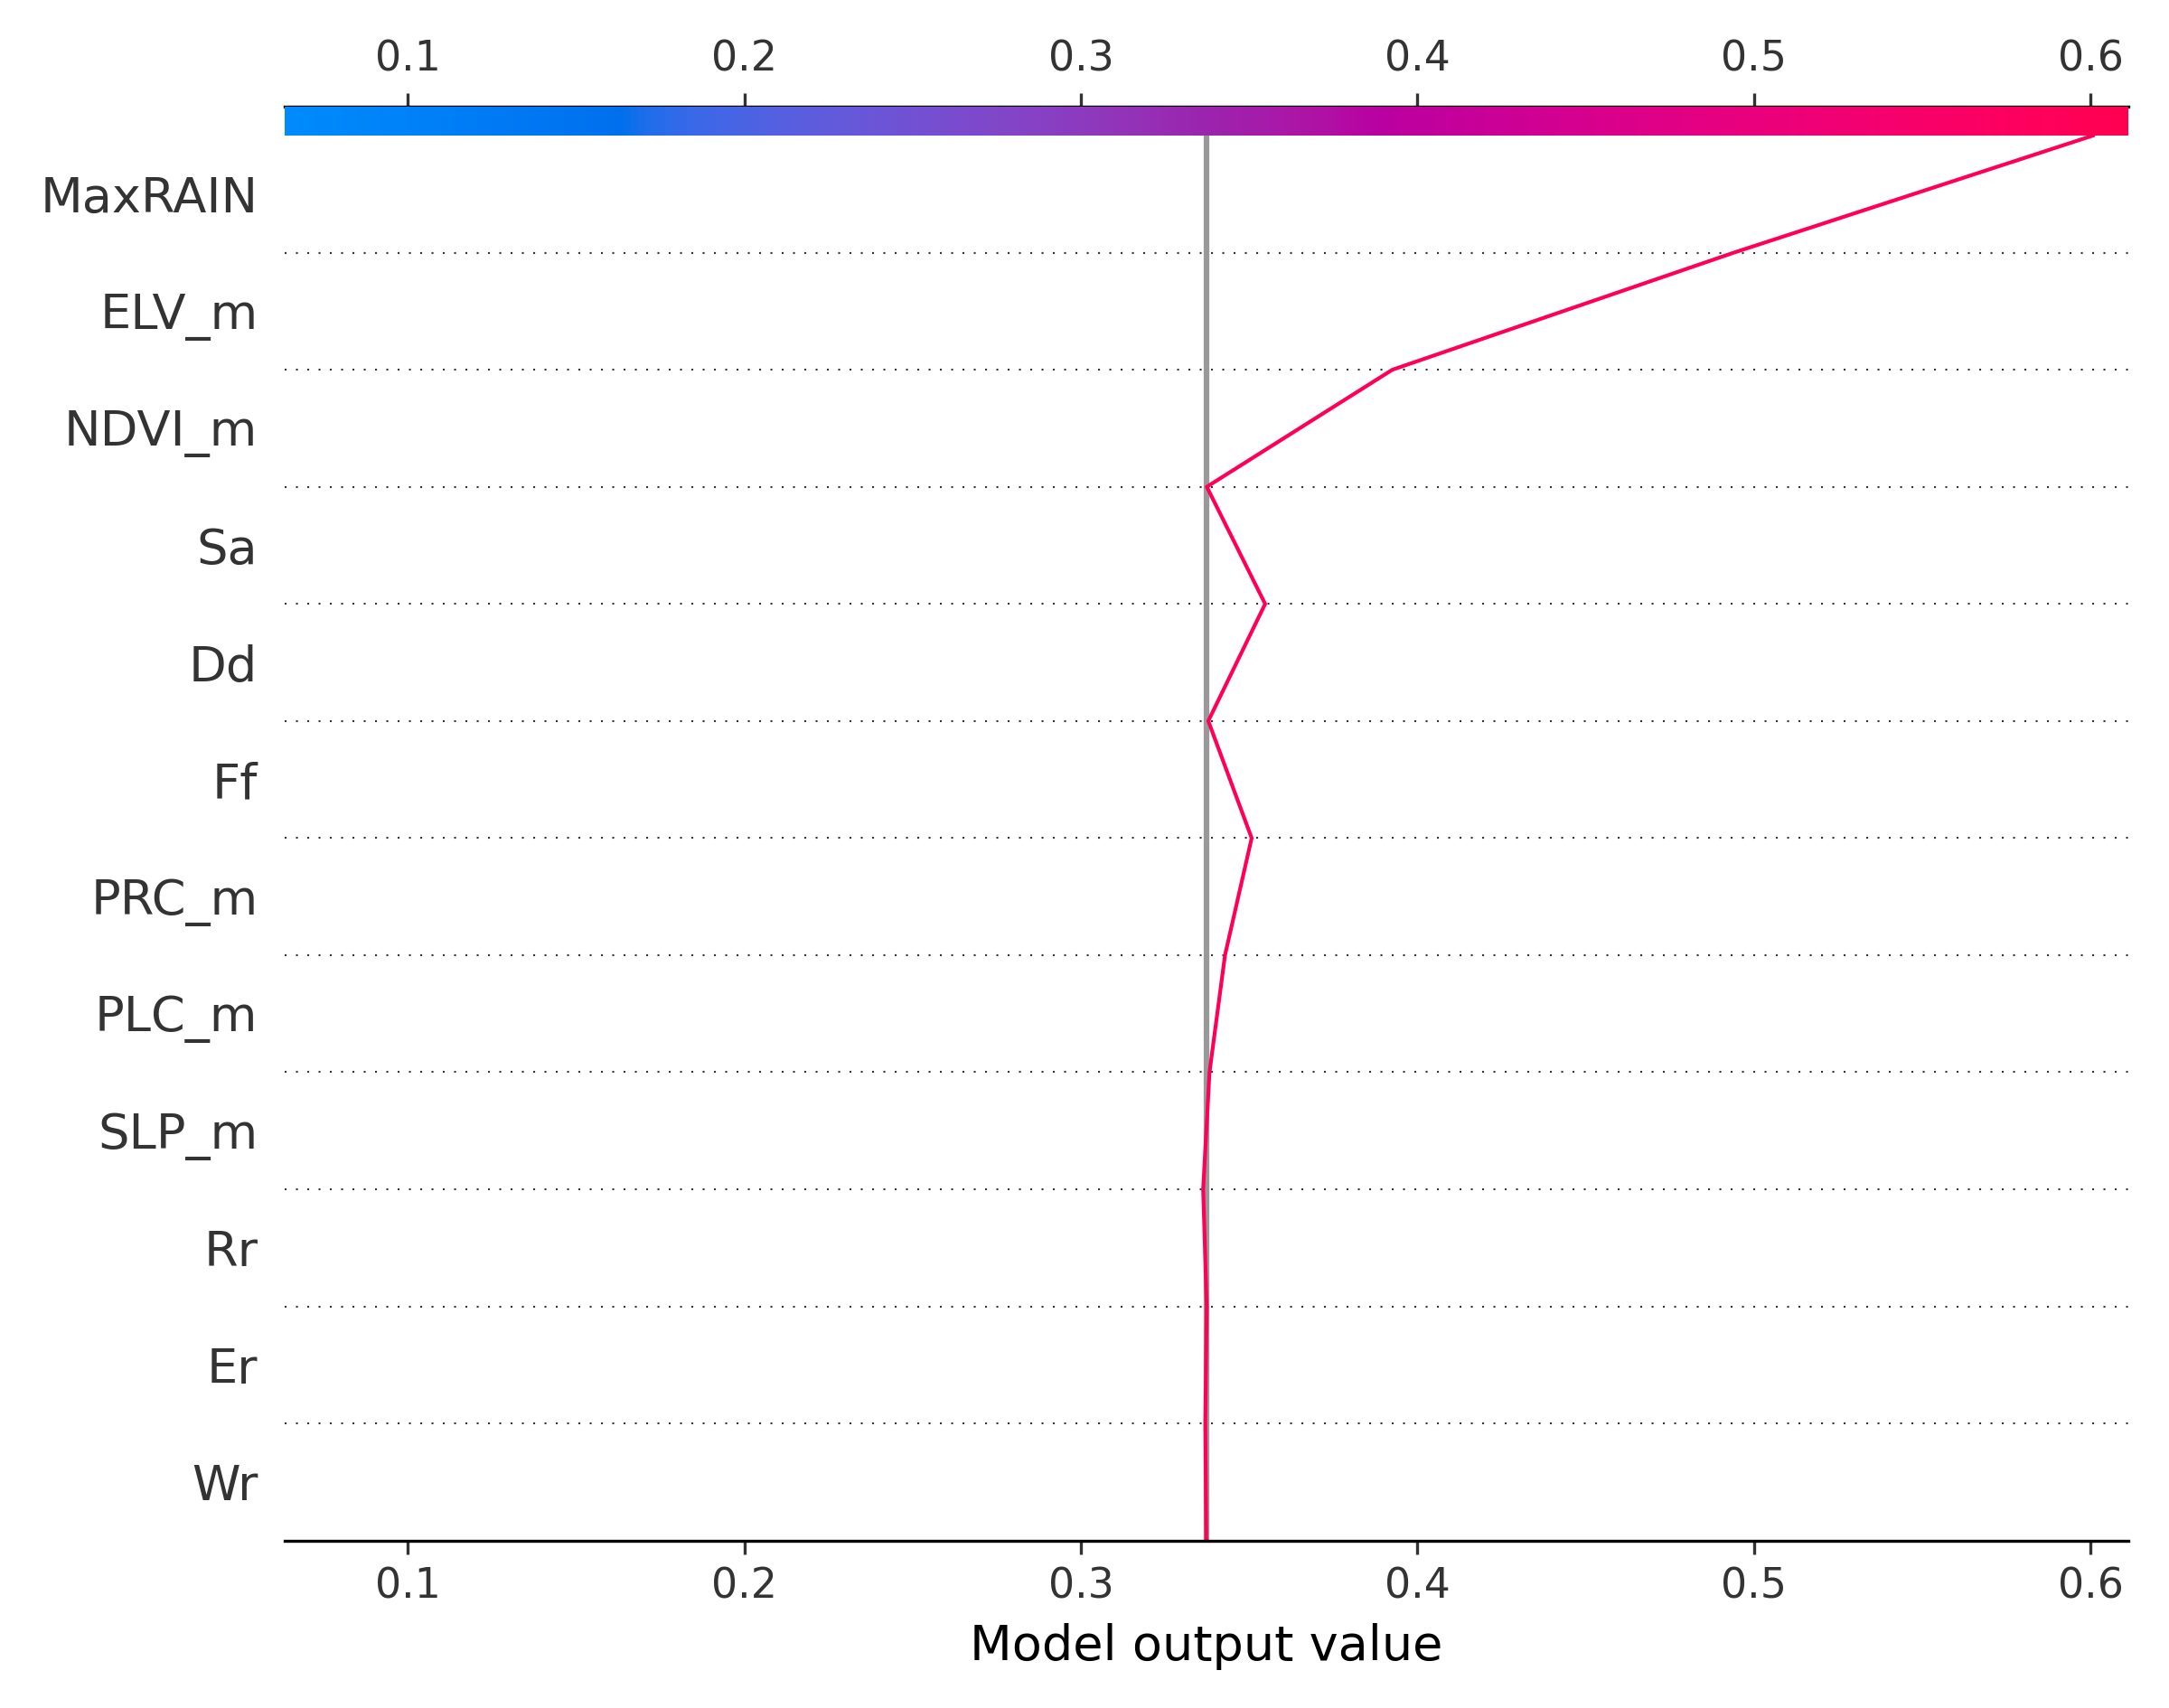 0.1 0.2 0.3 0.4 0.5 0.6
MaxRAIN
ELV_m
NDVI_m
Sa
Dd
Ff
PRC_m
PLC_m
SLP_m
Rr
Er
Wr
0.1 0.2 0.3 0.4 0.5 0.6
Model output value